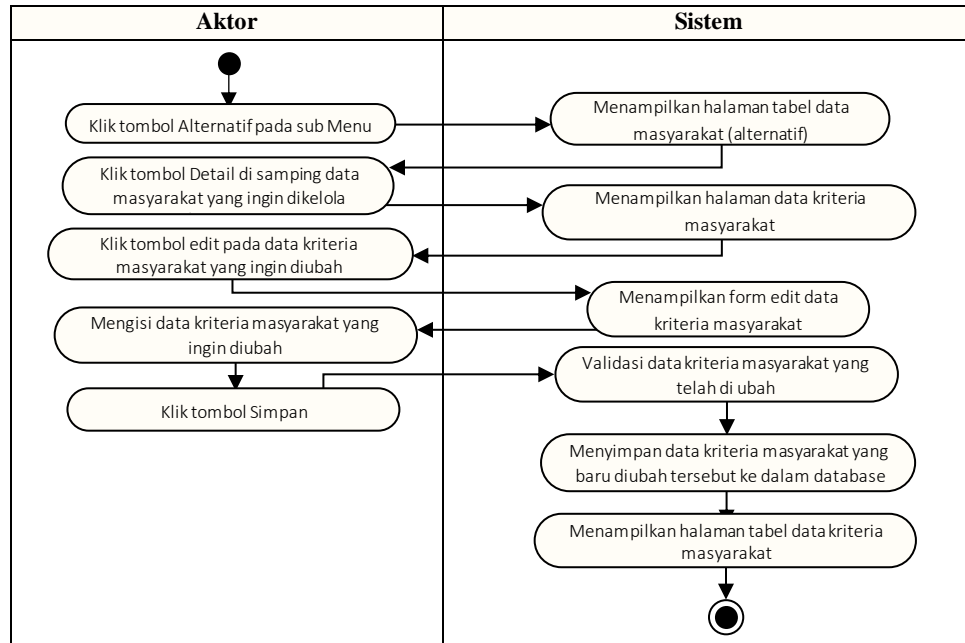 Aktor
Sistem
Klik tombol Alternatif pada sub Menu
Menampilkan halaman tabel data
masyarakat (alternatif)
Klik tombol Detail di samping data
masyarakat yang ingin dikelola
Menampilkan halaman data kriteria
masyarakat
Klik tombol edit pada data kriteria
masyarakat yang ingin diubah
Menampilkan form edit data
kriteria masyarakat
Mengisi data kriteria masyarakat yang
ingin diubah
Validasi data kriteria masyarakat yang
telah di ubah
Klik tombol Simpan
Menyimpan data kriteria masyarakat yang
baru diubah tersebut ke dalam database
Menampilkan halaman tabel data kriteria
masyarakat